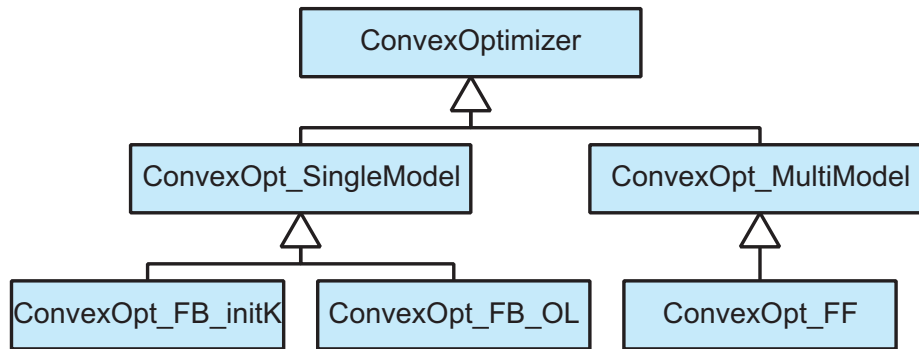 ConvexOptimizer
ConvexOpt_SingleModel
ConvexOpt_MultiModel
ConvexOpt_FB_initK
ConvexOpt_FB_OL
ConvexOpt_FF